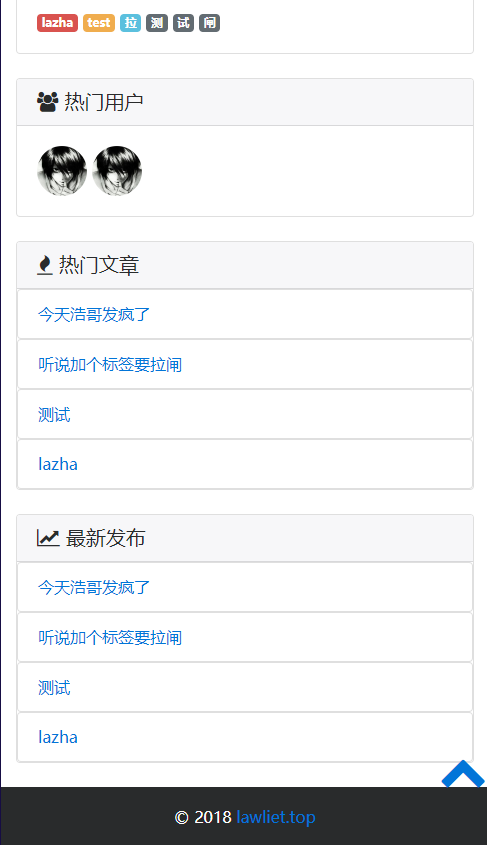 lazha test 拉 测 试 闸
热门用户
热门文章
今天浩哥发疯了
听说加个标签要拉闸
测试
lazha
最新发布
今天浩哥发疯了
听说加个标签要拉闸
测试
lazha
© 2018 lawliet.top